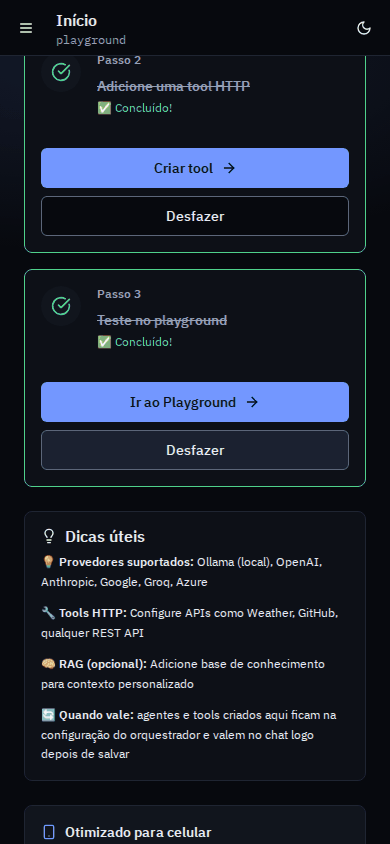 Início
playground
Passo 2
Adicione uma tool HTTP
✅ Concluído!
Criar tool →
Desfazer
Passo 3
Teste no playground
✅ Concluído!
Ir ao Playground →
Desfazer
Dicas úteis
💡 Provedores suportados: Ollama (local), OpenAI,
Anthropic, Google, Groq, Azure
🔧 Tools HTTP: Configure APIs como Weather, GitHub,
qualquer REST API
🧠 RAG (opcional): Adicione base de conhecimento
para contexto personalizado
🔄 Quando vale: agentes e tools criados aqui ficam na
configuração do orquestrador e valem no chat logo
depois de salvar
Otimizado para celular